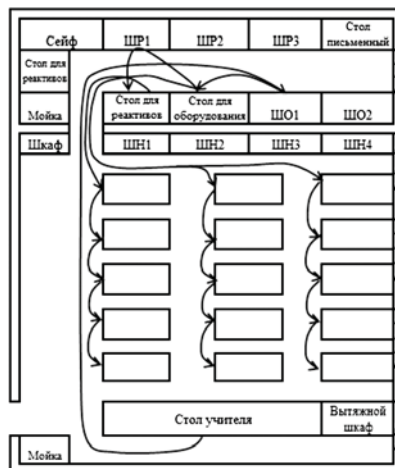 Сейф
ШР1
ШР2
ШР3
Стол
письменный
Стол для
реактивов
Мойка
Стол для
реактивов
Стол для
оборудования
ШО1
ШО2
Шкаф
ШН1
ШН2
ШН3
ШН4
Стол учителя
Вытяжной
шкаф
Мойка